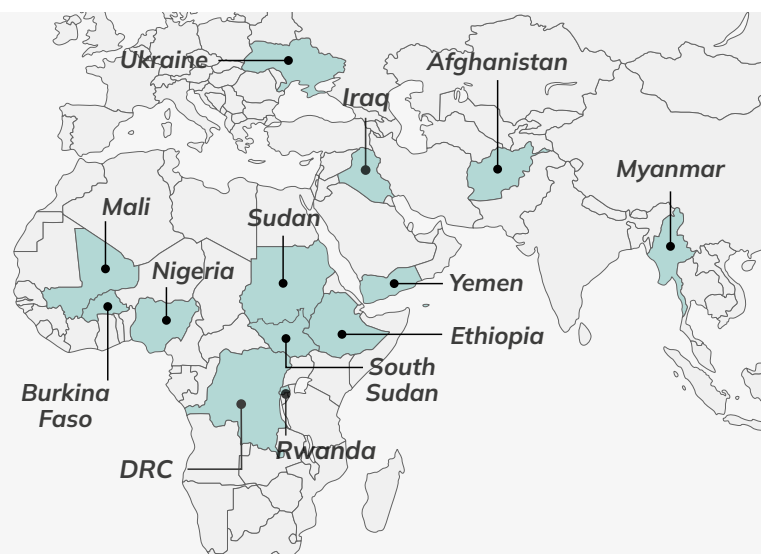 Ukraine
Afghanistan
Iraq
Myanmar
Mali
Sudan
Nigeria
Yemen
Ethiopia
South
Sudan
Burkina
Faso
Rwanda
DRC